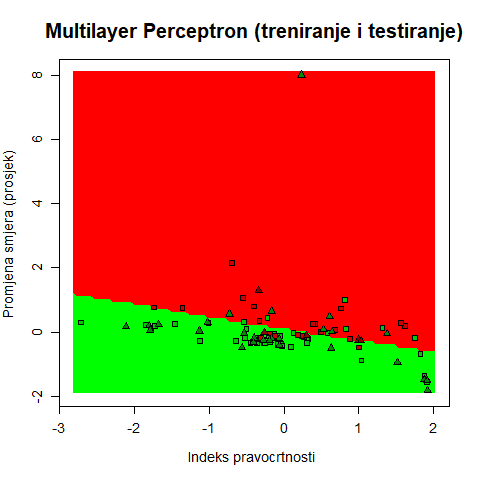 Multilayer Perceptron (treniranje i testiranje)
Promjena smjera (prosjek)
8
6
4
2
0
-2
-3 -2 -1 0 1 2
Indeks pravocrtnosti